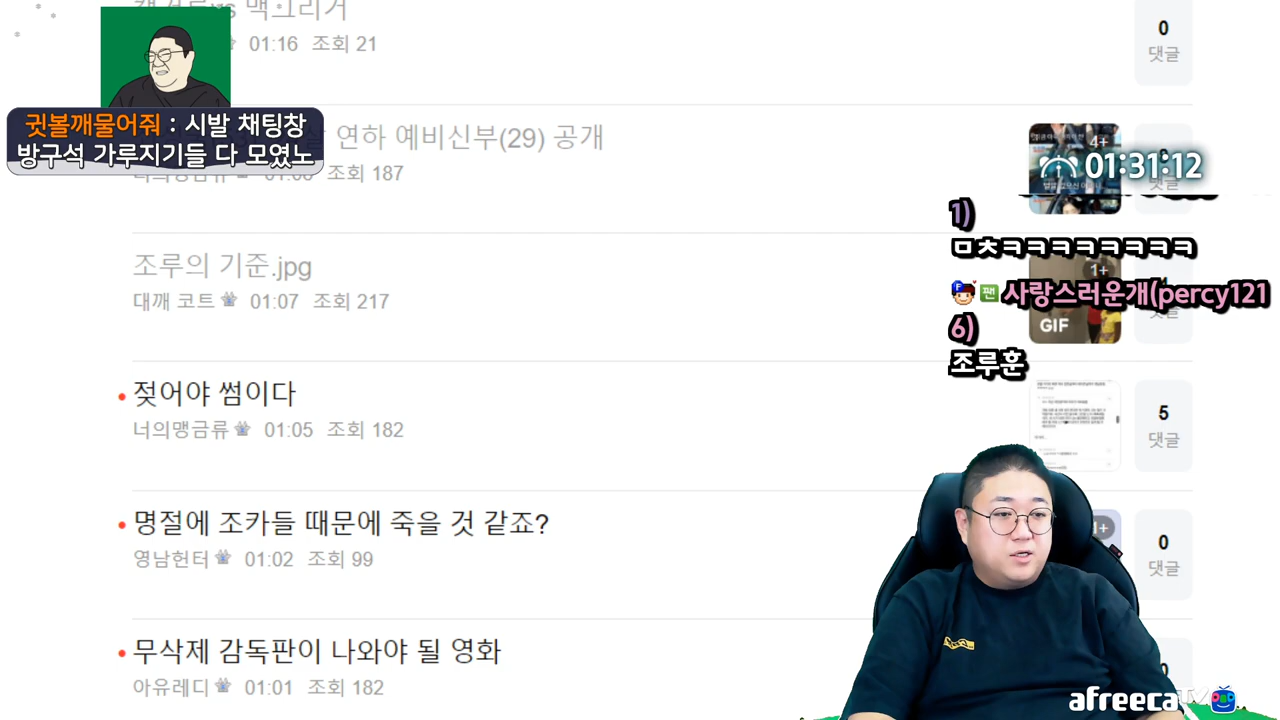 01:16 조회 21
0
댓글
귓볼깨물어줘 : 시발 채팅창
방구석 가루지기들 다 모였노
연하 예비신부(29) 공개
조회 187
4+
01:31:12
1)
ㅁㅊㅋㅋㅋㅋㅋㅋㅋㅋ
조루의 기준.jpg
대깨 코트 01:07 조회 217
1+
GIF
팬 사랑스러운개(percy121
6)
조루훈
젖어야 썸이다
너의맹금류 01:05 조회 182
5
댓글
명절에 조카들 때문에 죽을 것 같죠?
영남헌터 01:02 조회 99
0
댓글
무삭제 감독판이 나와야 될 영화
아유레디 01:01 조회 182
afreecaTV